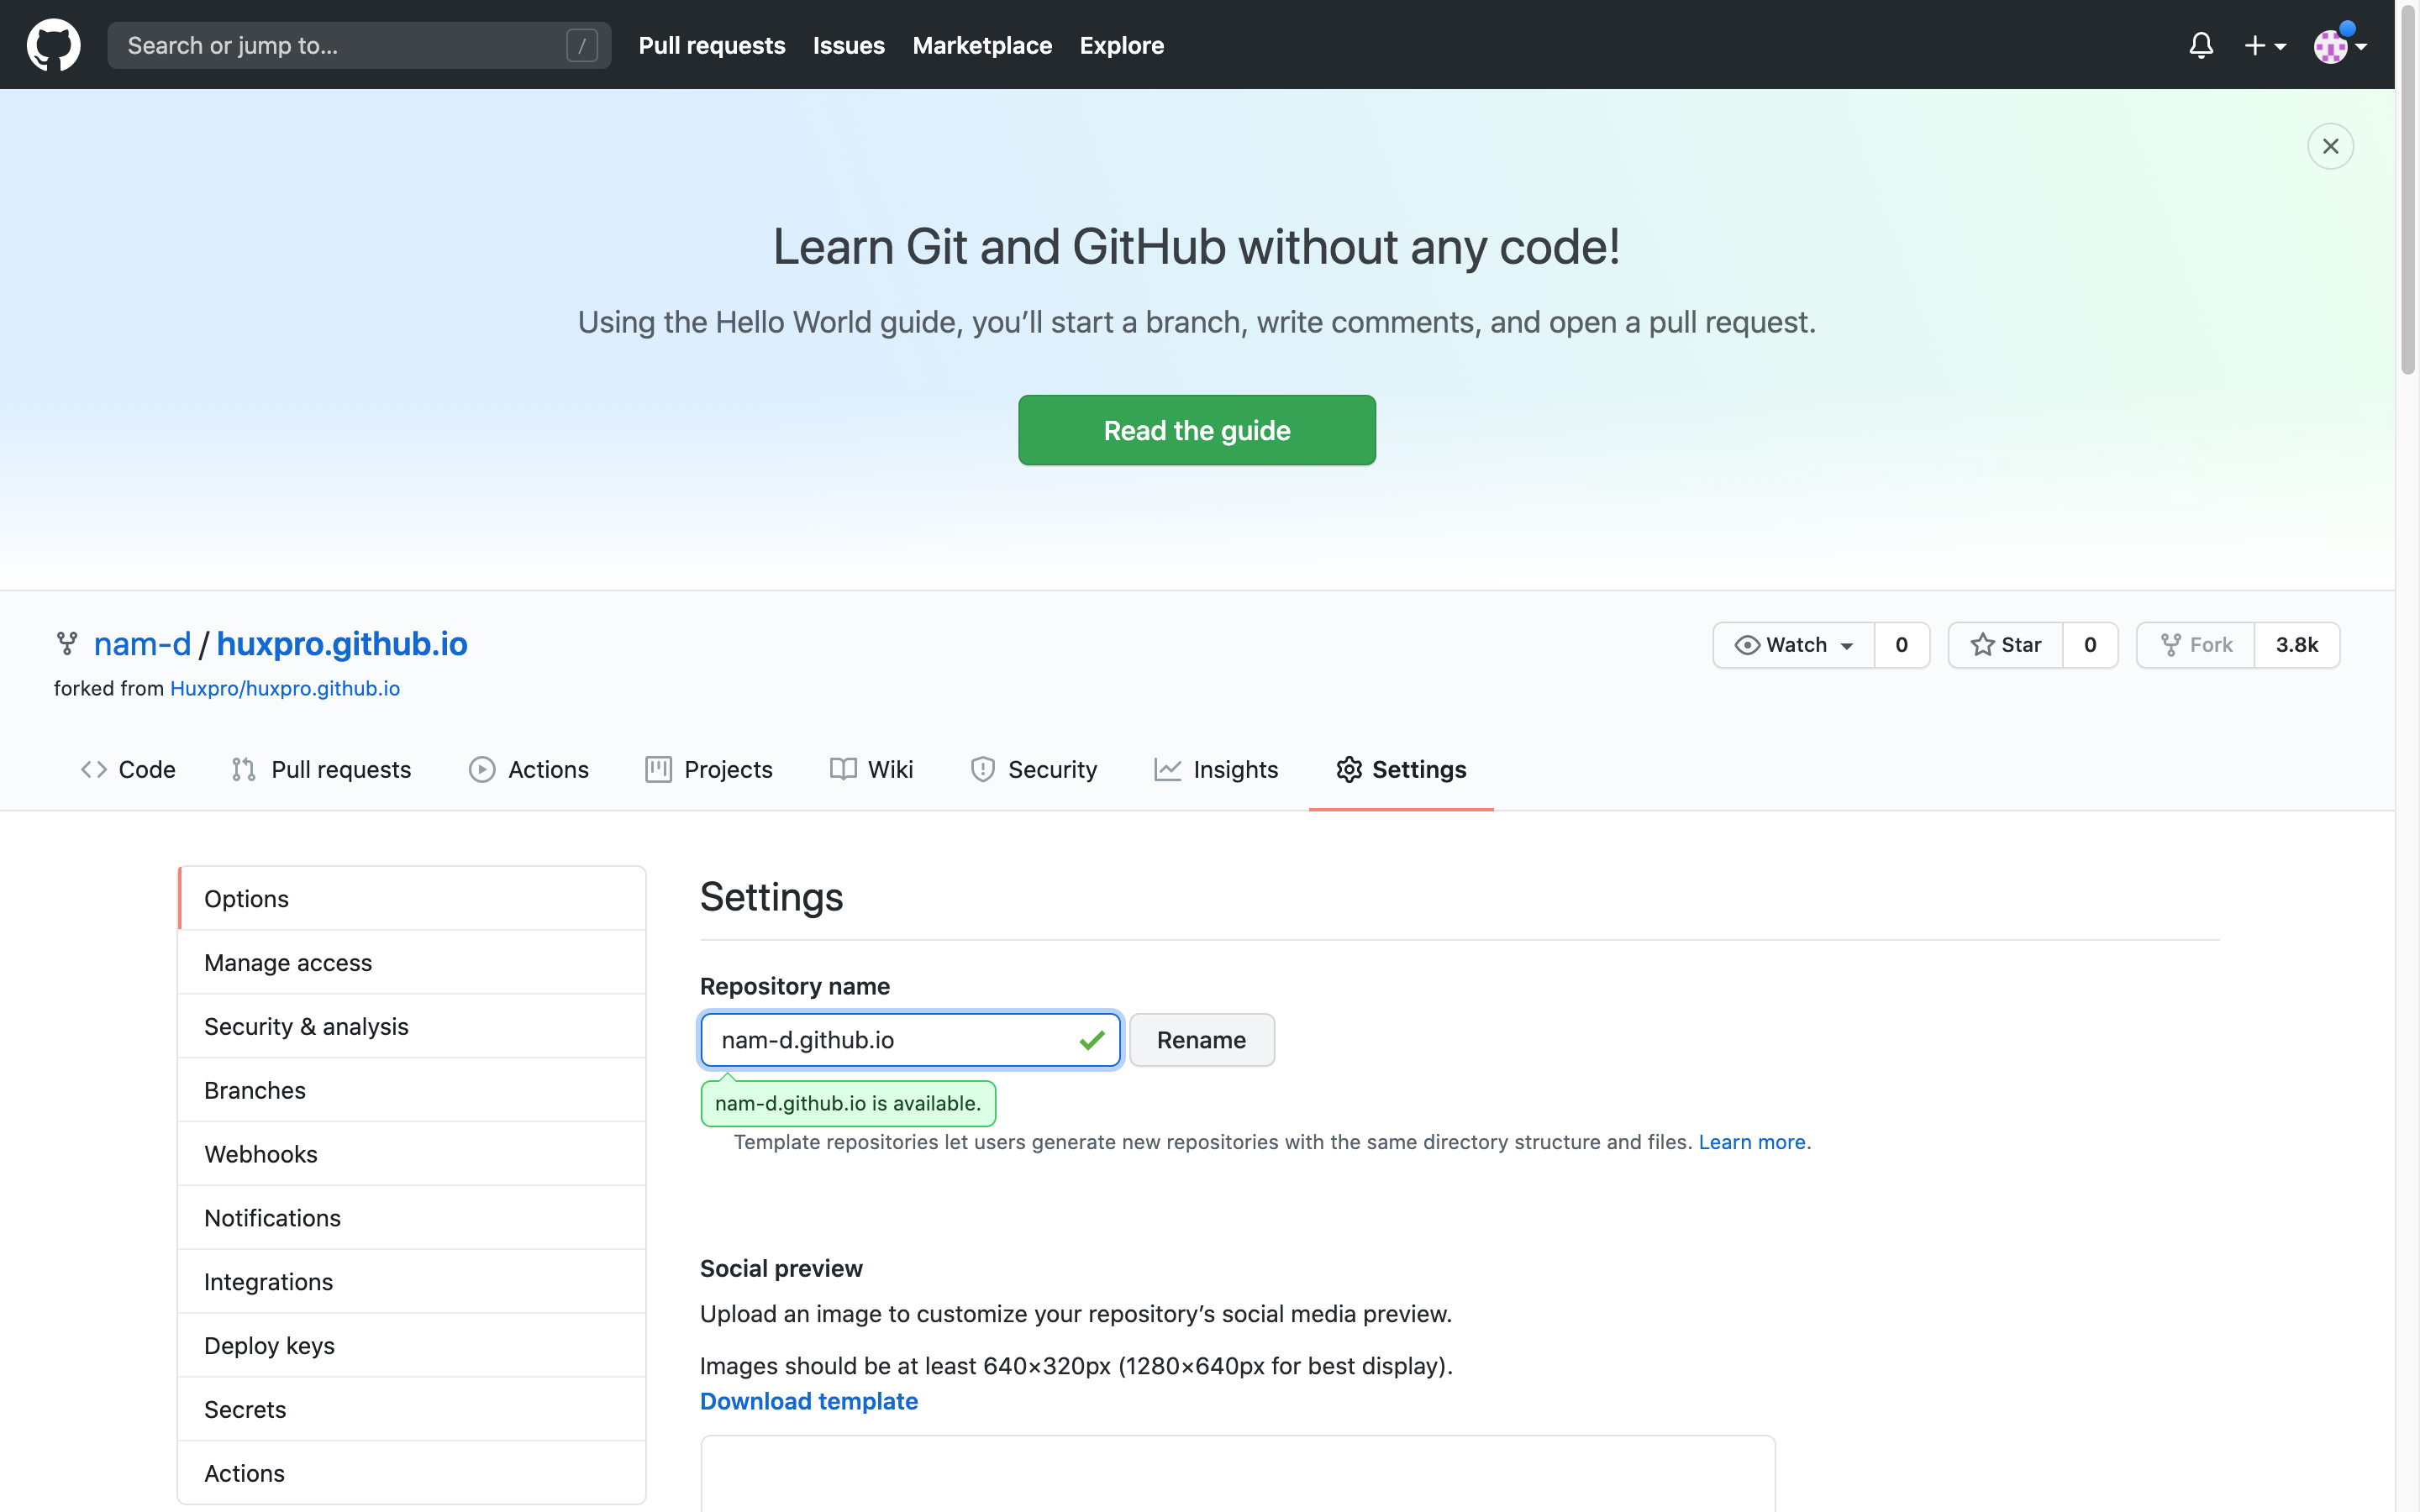 Search or jump to...
/
Pull requests
Issues
Marketplace
Explore
Learn Git and GitHub without any code!
Using the Hello World guide, you’ll start a branch, write comments, and open a pull request.
Read the guide
nam-d / huxpro.github.io
forked from Huxpro/huxpro.github.io
Watch
0
Star
0
Fork
3.8k
Code
Pull requests
Actions
Projects
Wiki
Security
Insights
Settings
Options
Manage access
Security & analysis
Branches
Webhooks
Notifications
Integrations
Deploy keys
Secrets
Actions
Settings
Repository name
nam-d.github.io
Rename
nam-d.github.io is available.
Template repositories let users generate new repositories with the same directory structure and files. Learn more.
Social preview
Upload an image to customize your repository’s social media preview.
Images should be at least 640×320px (1280×640px for best display).
Download template